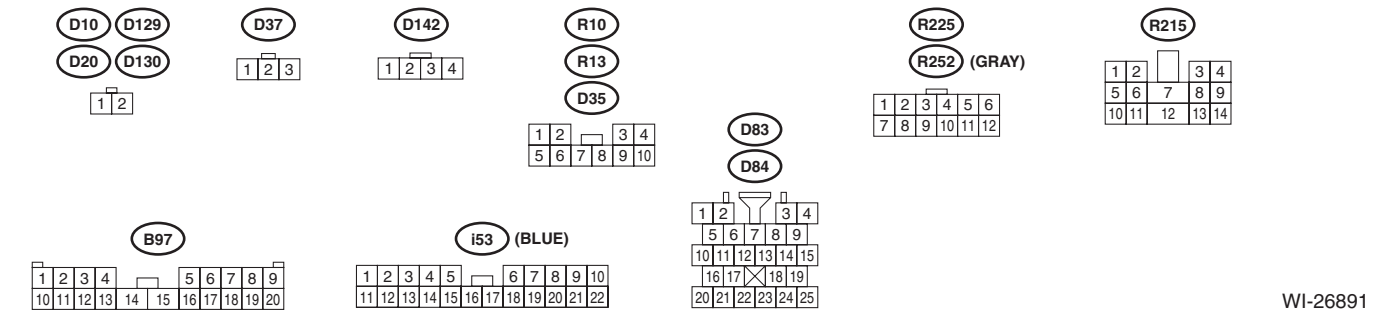 D10 D129
D20 D130
1 2
D37
1 2 3
D142
1 2 3 4
R10
R13
D35
1 2 3 4
5 6 7 8 9 10
D83
D84
1 2 3 4
5 6 7 8 9
10 11 12 13 14 15
16 17 18 19
20 21 22 23 24 25
R225
R252 (GRAY)
1 2 3 4 5 6
7 8 9 10 11 12
R215
1 2 3 4
5 6 7 8 9
10 11 12 13 14
B97
1 2 3 4 5 6 7 8 9
10 11 12 13 14 15 16 17 18 19 20
i53 (BLUE)
1 2 3 4 5 6 7 8 9 10
11 12 13 14 15 16 17 18 19 20 21 22
WI-26891